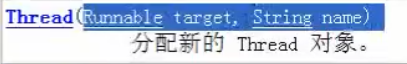 Thread(Runnable target, String name)
分配新的 Thread 对象。